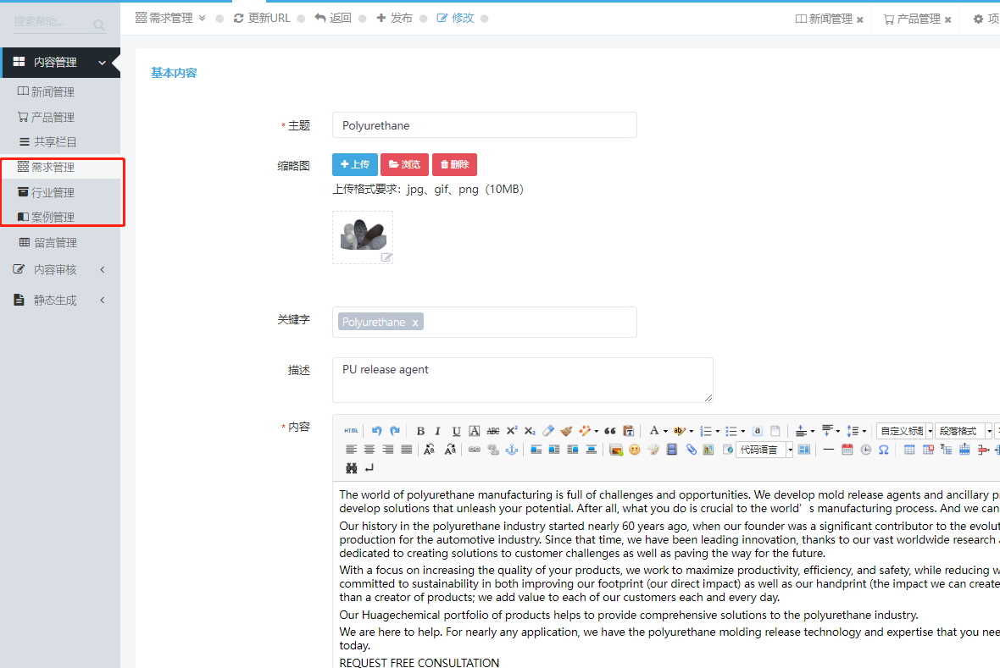 搜索帮助...
需求管理
更新URL
返回
发布
修改
新闻管理
产品管理
项
内容管理
新闻管理
产品管理
共享栏目
需求管理
行业管理
案例管理
留言管理
内容审核
静态生成
基本内容
* 主题
Polyurethane
缩略图
上传
浏览
删除
上传格式要求：jpg、gif、png（10MB）
关键字
Polyurethane x
描述
PU release agent
* 内容
HTML
B I U A ABC X² X₂
A ab a
自定义标题
段落格式
代码语言
The world of polyurethane manufacturing is full of challenges and opportunities. We develop mold release agents and ancillary p
develop solutions that unleash your potential. After all, what you do is crucial to the world’s manufacturing process. And we can
Our history in the polyurethane industry started nearly 60 years ago, when our founder was a significant contributor to the evolut
production for the automotive industry. Since that time, we have been leading innovation, thanks to our vast worldwide research a
dedicated to creating solutions to customer challenges as well as paving the way for the future.
With a focus on increasing the quality of your products, we work to maximize productivity, efficiency, and safety, while reducing w
committed to sustainability in both improving our footprint (our direct impact) as well as our handprint (the impact we can create
than a creator of products; we add value to each of our customers each and every day.
Our Huagechemical portfolio of products helps to provide comprehensive solutions to the polyurethane industry.
We are here to help. For nearly any application, we have the polyurethane molding release technology and expertise that you nee
today.
REQUEST FREE CONSULTATION